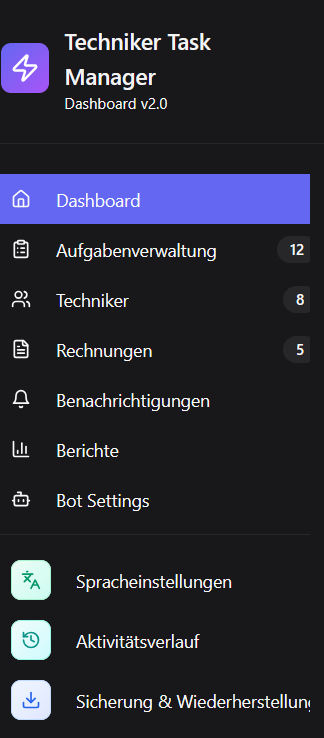 Techniker Task
Manager
Dashboard v2.0
Dashboard
Aufgabenverwaltung 12
Techniker 8
Rechnungen 5
Benachrichtigungen
Berichte
Bot Settings
Spracheinstellungen
Aktivitätsverlauf
Sicherung & Wiederherstellung